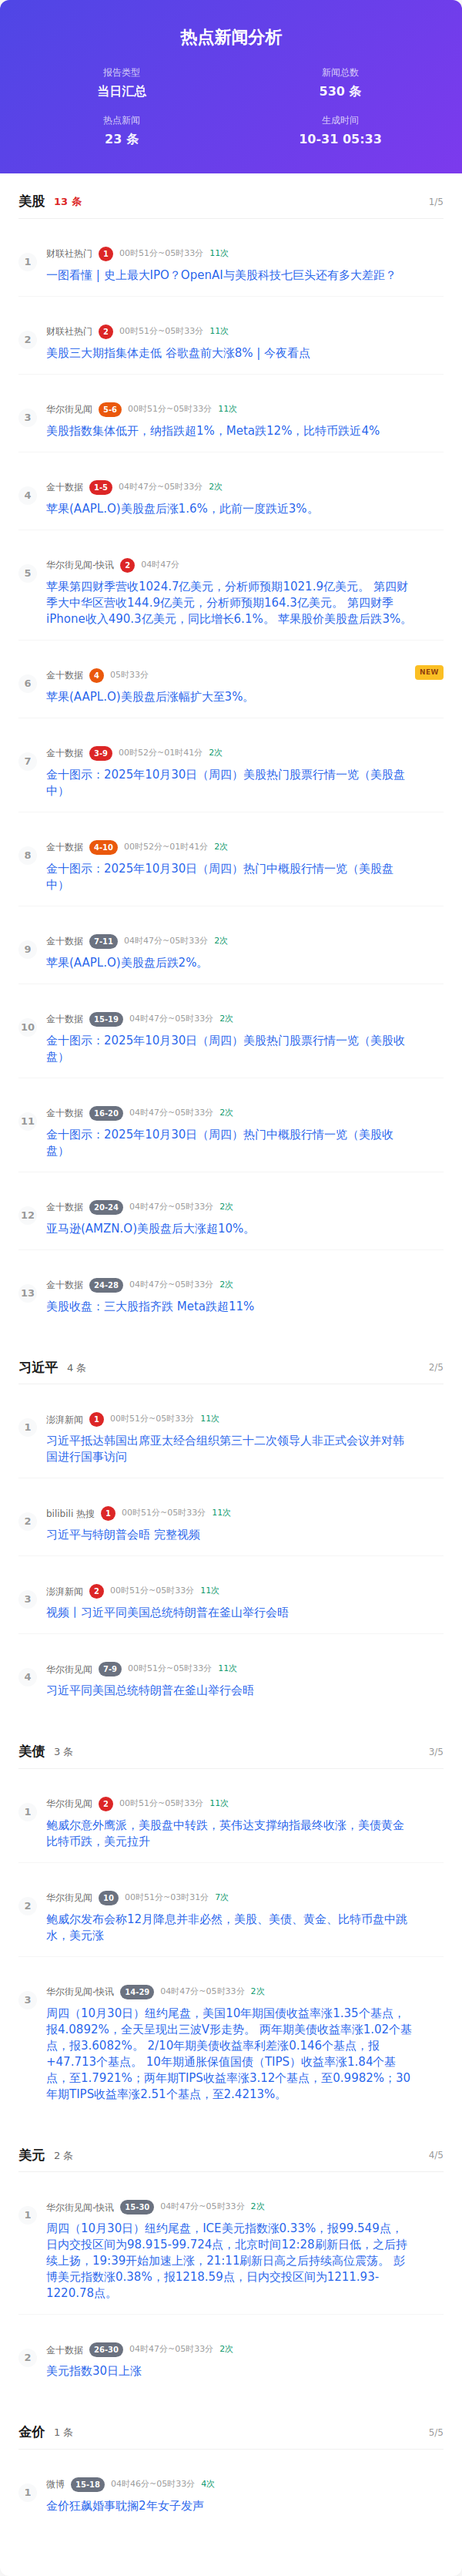 热点新闻分析
报告类型
当日汇总
新闻总数
530 条
热点新闻
23 条
生成时间
10-31 05:33
美股 13 条 1/5
1
财联社热门 1 00时51分~05时33分 11次
一图看懂 | 史上最大IPO？OpenAI与美股科技七巨头还有多大差距？
2
财联社热门 2 00时51分~05时33分 11次
美股三大期指集体走低 谷歌盘前大涨8% | 今夜看点
3
华尔街见闻 5-6 00时51分~05时33分 11次
美股指数集体低开，纳指跌超1%，Meta跌12%，比特币跌近4%
4
金十数据 1-5 04时47分~05时33分 2次
苹果(AAPL.O)美股盘后涨1.6%，此前一度跌近3%。
5
华尔街见闻-快讯 2 04时47分
苹果第四财季营收1024.7亿美元，分析师预期1021.9亿美元。 第四财
季大中华区营收144.9亿美元，分析师预期164.3亿美元。 第四财季
iPhone收入490.3亿美元，同比增长6.1%。 苹果股价美股盘后跌3%。
6
金十数据 4 05时33分 NEW
苹果(AAPL.O)美股盘后涨幅扩大至3%。
7
金十数据 3-9 00时52分~01时41分 2次
金十图示：2025年10月30日（周四）美股热门股票行情一览（美股盘
中）
8
金十数据 4-10 00时52分~01时41分 2次
金十图示：2025年10月30日（周四）热门中概股行情一览（美股盘
中）
9
金十数据 7-11 04时47分~05时33分 2次
苹果(AAPL.O)美股盘后跌2%。
10
金十数据 15-19 04时47分~05时33分 2次
金十图示：2025年10月30日（周四）美股热门股票行情一览（美股收
盘）
11
金十数据 16-20 04时47分~05时33分 2次
金十图示：2025年10月30日（周四）热门中概股行情一览（美股收
盘）
12
金十数据 20-24 04时47分~05时33分 2次
亚马逊(AMZN.O)美股盘后大涨超10%。
13
金十数据 24-28 04时47分~05时33分 2次
美股收盘：三大股指齐跌 Meta跌超11%
习近平 4 条 2/5
1
澎湃新闻 1 00时51分~05时33分 11次
习近平抵达韩国出席亚太经合组织第三十二次领导人非正式会议并对韩
国进行国事访问
2
bilibili 热搜 1 00时51分~05时33分 11次
习近平与特朗普会晤 完整视频
3
澎湃新闻 2 00时51分~05时33分 11次
视频丨习近平同美国总统特朗普在釜山举行会晤
4
华尔街见闻 7-9 00时51分~05时33分 11次
习近平同美国总统特朗普在釜山举行会晤
美债 3 条 3/5
1
华尔街见闻 2 00时51分~05时33分 11次
鲍威尔意外鹰派，美股盘中转跌，英伟达支撑纳指最终收涨，美债黄金
比特币跌，美元拉升
2
华尔街见闻 10 00时51分~03时31分 7次
鲍威尔发布会称12月降息并非必然，美股、美债、黄金、比特币盘中跳
水，美元涨
3
华尔街见闻-快讯 14-29 04时47分~05时33分 2次
周四（10月30日）纽约尾盘，美国10年期国债收益率涨1.35个基点，
报4.0892%，全天呈现出三波V形走势。 两年期美债收益率涨1.02个基
点，报3.6082%。 2/10年期美债收益率利差涨0.146个基点，报
+47.713个基点。 10年期通胀保值国债（TIPS）收益率涨1.84个基
点，至1.7921%；两年期TIPS收益率涨3.12个基点，至0.9982%；30
年期TIPS收益率涨2.51个基点，至2.4213%。
美元 2 条 4/5
1
华尔街见闻-快讯 15-30 04时47分~05时33分 2次
周四（10月30日）纽约尾盘，ICE美元指数涨0.33%，报99.549点，
日内交投区间为98.915-99.724点，北京时间12:28刷新日低，之后持
续上扬，19:39开始加速上涨，21:11刷新日高之后持续高位震荡。 彭
博美元指数涨0.38%，报1218.59点，日内交投区间为1211.93-
1220.78点。
2
金十数据 26-30 04时47分~05时33分 2次
美元指数30日上涨
金价 1 条 5/5
1
微博 15-18 04时46分~05时33分 4次
金价狂飙婚事耽搁2年女子发声